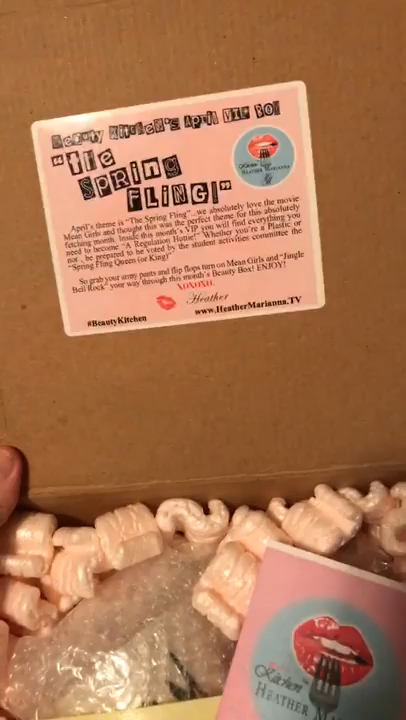 Beauty Kitchen's April VIP Box
"The
Spring
Fling!"
HEATHER MARIANNA
April's theme is "The Spring Fling"...we absolutely love the movie
Mean Girls and thought this was the perfect theme for this absolutely
fetching month. Inside this month's VIP you will find everything you
need to become "A Regulation Hottie!" Whether you're a Plastic or
not, be prepared to be voted by the student activities committee the
"Spring Fling Queen (or King)"
So grab your army pants and flip flops turn on Mean Girls and "Jingle
Bell Rock" your way through this month's Beauty Box! ENJOY!
XOXOXO,
Heather
#BeautyKitchen
www.HeatherMarianna.TV
Kitchen
HEATHER M